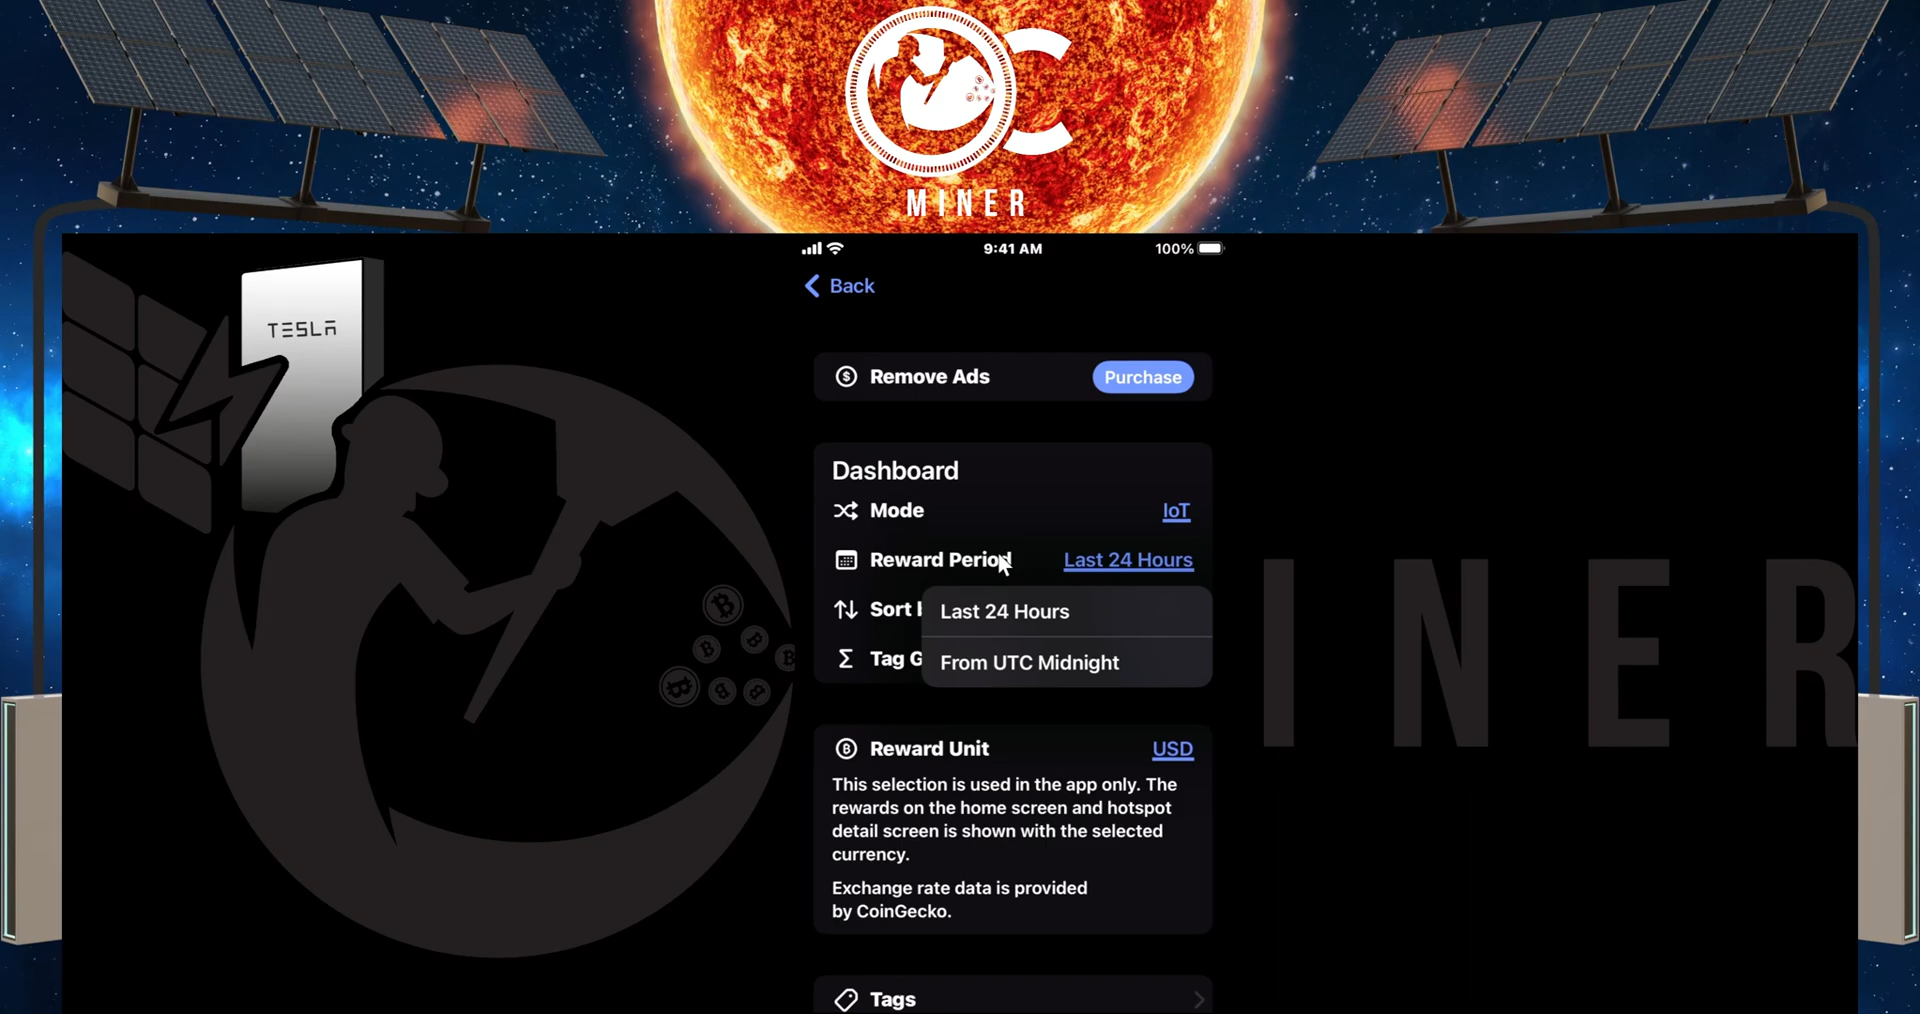 C
MINER
9:41 AM
100%
Back
TESLA
Remove Ads
Purchase
Dashboard
Mode
IoT
Reward Period
Last 24 Hours
Sort
Last 24 Hours
Tag G
From UTC Midnight
INER
Reward Unit
USD
This selection is used in the app only. The
rewards on the home screen and hotspot
detail screen is shown with the selected
currency.
Exchange rate data is provided
by CoinGecko.
Tags